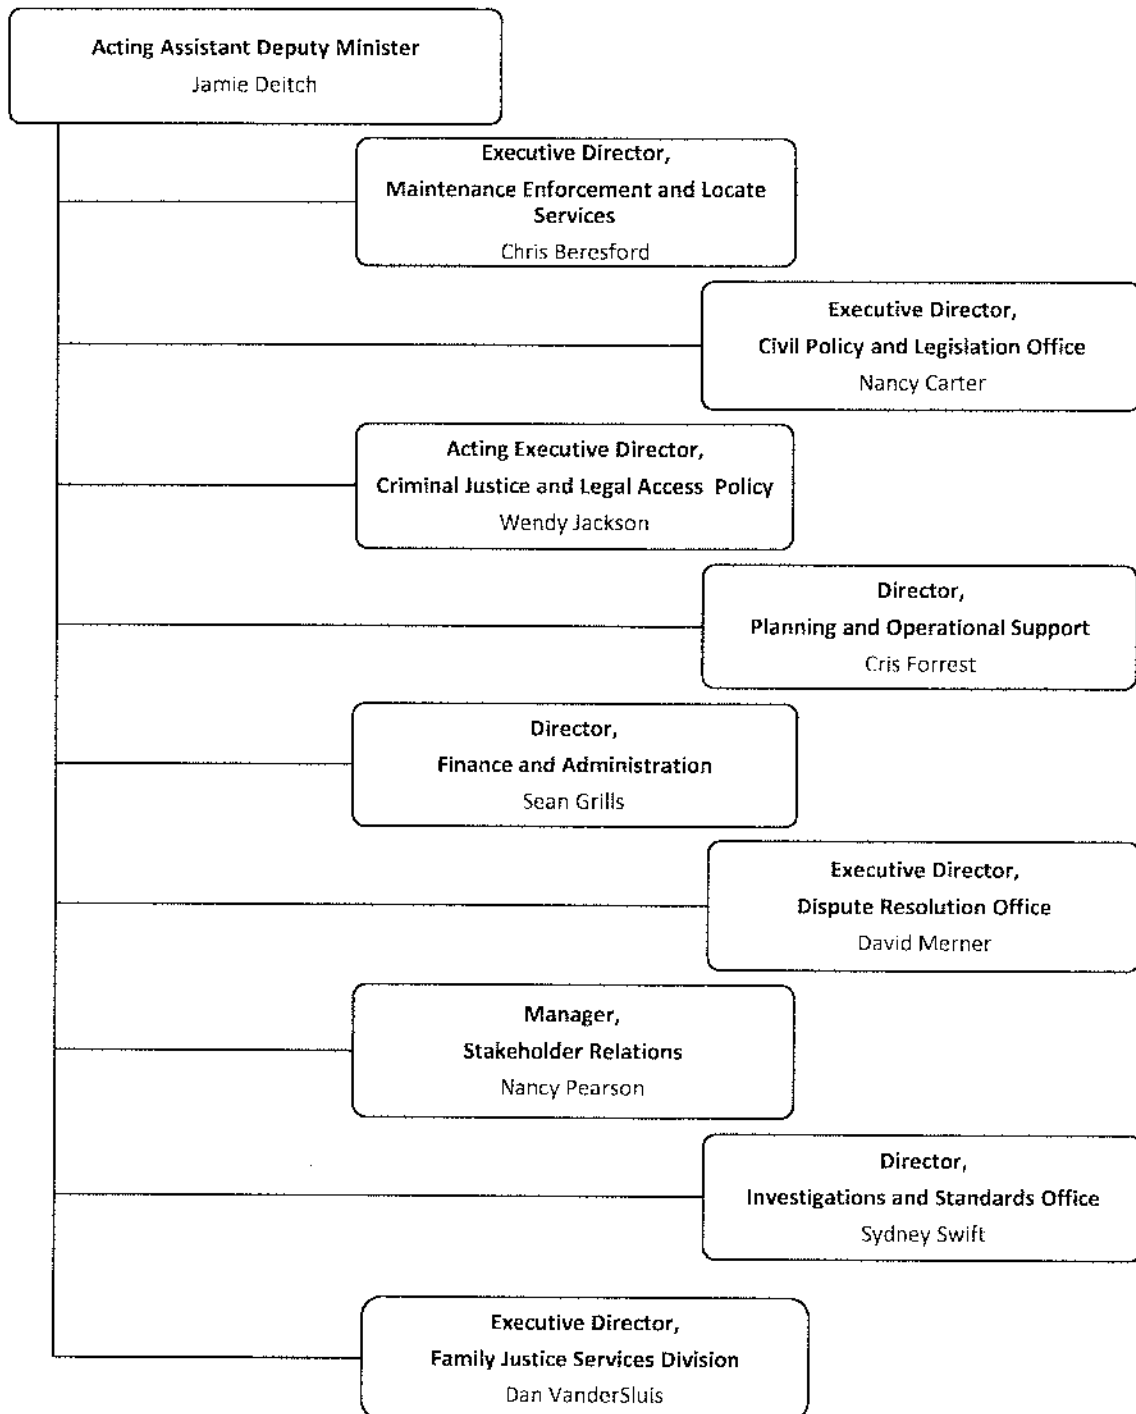 Acting Assistant Deputy Minister
Jamie Deitch
Executive Director,
Maintenance Enforcement and Locate
Services
Chris Beresford
Executive Director,
Civil Policy and Legislation Office
Nancy Carter
Acting Executive Director,
Criminal Justice and Legal Access Policy
Wendy Jackson
Director,
Planning and Operational Support
Cris Forrest
Director,
Finance and Administration
Sean Grills
Executive Director,
Dispute Resolution Office
David Merner
Manager,
Stakeholder Relations
Nancy Pearson
Director,
Investigations and Standards Office
Sydney Swift
Executive Director,
Family Justice Services Division
Dan VanderSluis